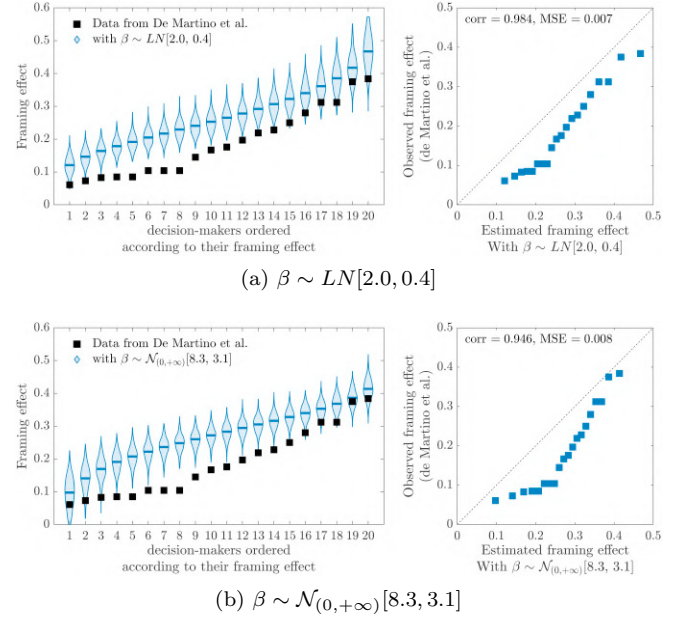 0.6
0.5
0.4
0.3
0.2
0.1
0
Framing effect
Data from De Martino et al.
with β ~ LN[2.0, 0.4]
1 2 3 4 5 6 7 8 9 10 11 12 13 14 15 16 17 18 19 20
decision-makers ordered
according to their framing effect
corr = 0.984, MSE = 0.007
0.5
0.4
0.3
0.2
0.1
0
Observed framing effect
(de Martino et al.)
0 0.1 0.2 0.3 0.4 0.5
Estimated framing effect
With β ~ LN[2.0, 0.4]
(a) β ~ LN[2.0, 0.4]
0.6
0.5
0.4
0.3
0.2
0.1
0
Framing effect
Data from De Martino et al.
with β ~ N(0,+∞)[8.3, 3.1]
1 2 3 4 5 6 7 8 9 10 11 12 13 14 15 16 17 18 19 20
decision-makers ordered
according to their framing effect
corr = 0.946, MSE = 0.008
0.5
0.4
0.3
0.2
0.1
0
Observed framing effect
(de Martino et al.)
0 0.1 0.2 0.3 0.4 0.5
Estimated framing effect
With β ~ N(0,+∞)[8.3, 3.1]
(b) β ~ N(0,+∞)[8.3, 3.1]